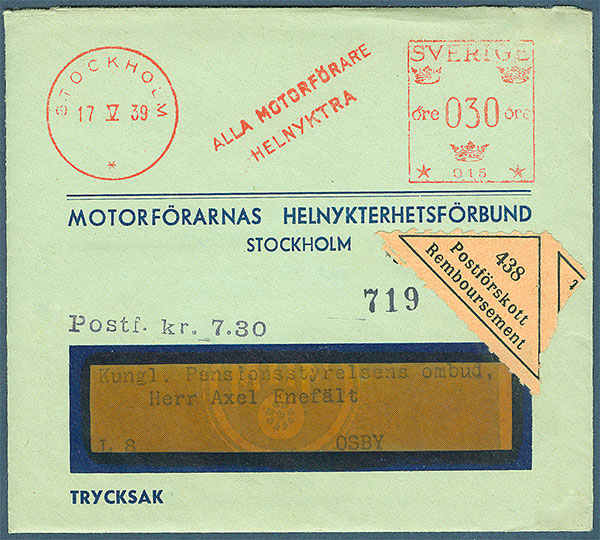 STOCKHOLM
17 V 39
ALLA MOTORFÖRARE
HELNYKTRA
SVERIGE
öre 030 öre
015
MOTORFÖRARNAS HELNYKTERHETSFÖRBUND
STOCKHOLM
438
Postförskott
Remboursement
719
Postf. kr. 7.30
Kungl. Pensionsstyrelsens ombud,
Herr Axel Enefält
L 8 OSBY
TRYCKSAK